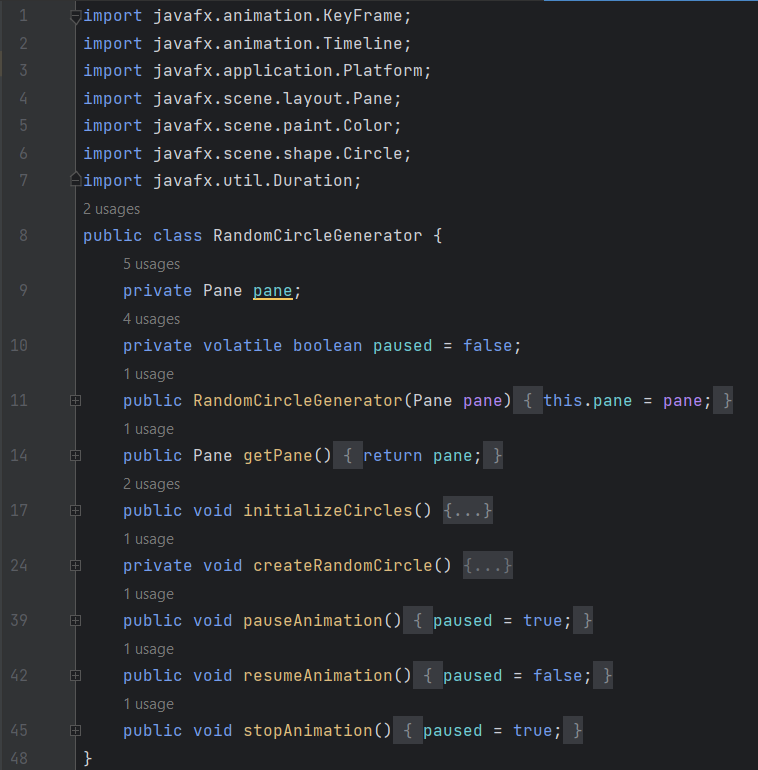 1 import javafx.animation.KeyFrame;
2 import javafx.animation.Timeline;
3 import javafx.application.Platform;
4 import javafx.scene.layout.Pane;
5 import javafx.scene.paint.Color;
6 import javafx.scene.shape.Circle;
7 import javafx.util.Duration;
2 usages
8 public class RandomCircleGenerator {
5 usages
9 private Pane pane;
4 usages
10 private volatile boolean paused = false;
1 usage
11 public RandomCircleGenerator(Pane pane) { this.pane = pane; }
1 usage
14 public Pane getPane() { return pane; }
2 usages
17 public void initializeCircles() {...}
1 usage
24 private void createRandomCircle() {...}
1 usage
39 public void pauseAnimation() { paused = true; }
1 usage
42 public void resumeAnimation() { paused = false; }
1 usage
45 public void stopAnimation() { paused = true; }
48 }